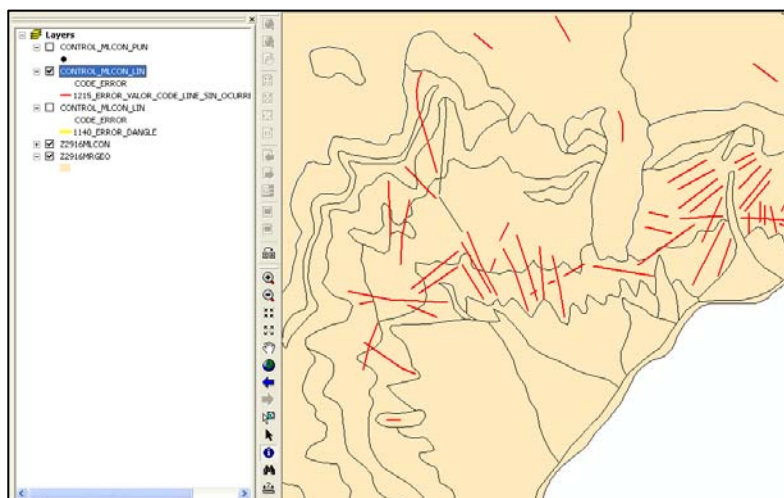 Layers
CONTROL_MLCON_PUN
CONTROL_MLCON_LIN
CODE_ERROR
1215_ERROR_VALOR_CODE_LINE_SIN_OCURRI
CONTROL_MLCON_LIN
CODE_ERROR
1140_ERROR_DANGLE
Z2916MLCON
Z2916MRGEO